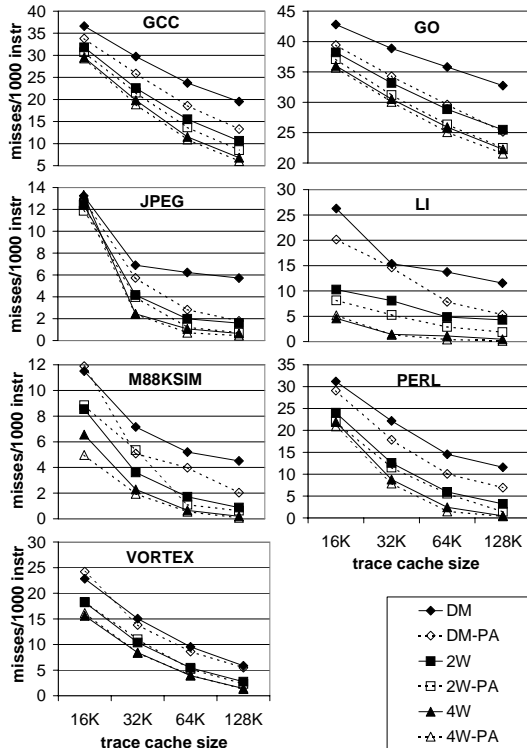 GCC
misses/1000 instr
40
35
30
25
20
15
10
5
GO
45
40
35
30
25
20
JPEG
misses/1000 instr
14
12
10
8
6
4
2
0
LI
30
25
20
15
10
5
0
M88KSIM
misses/1000 instr
12
10
8
6
4
2
0
PERL
35
30
25
20
15
10
5
0
16K 32K 64K 128K
trace cache size
VORTEX
misses/1000 instr
30
25
20
15
10
5
0
16K 32K 64K 128K
trace cache size
DM
DM-PA
2W
2W-PA
4W
4W-PA